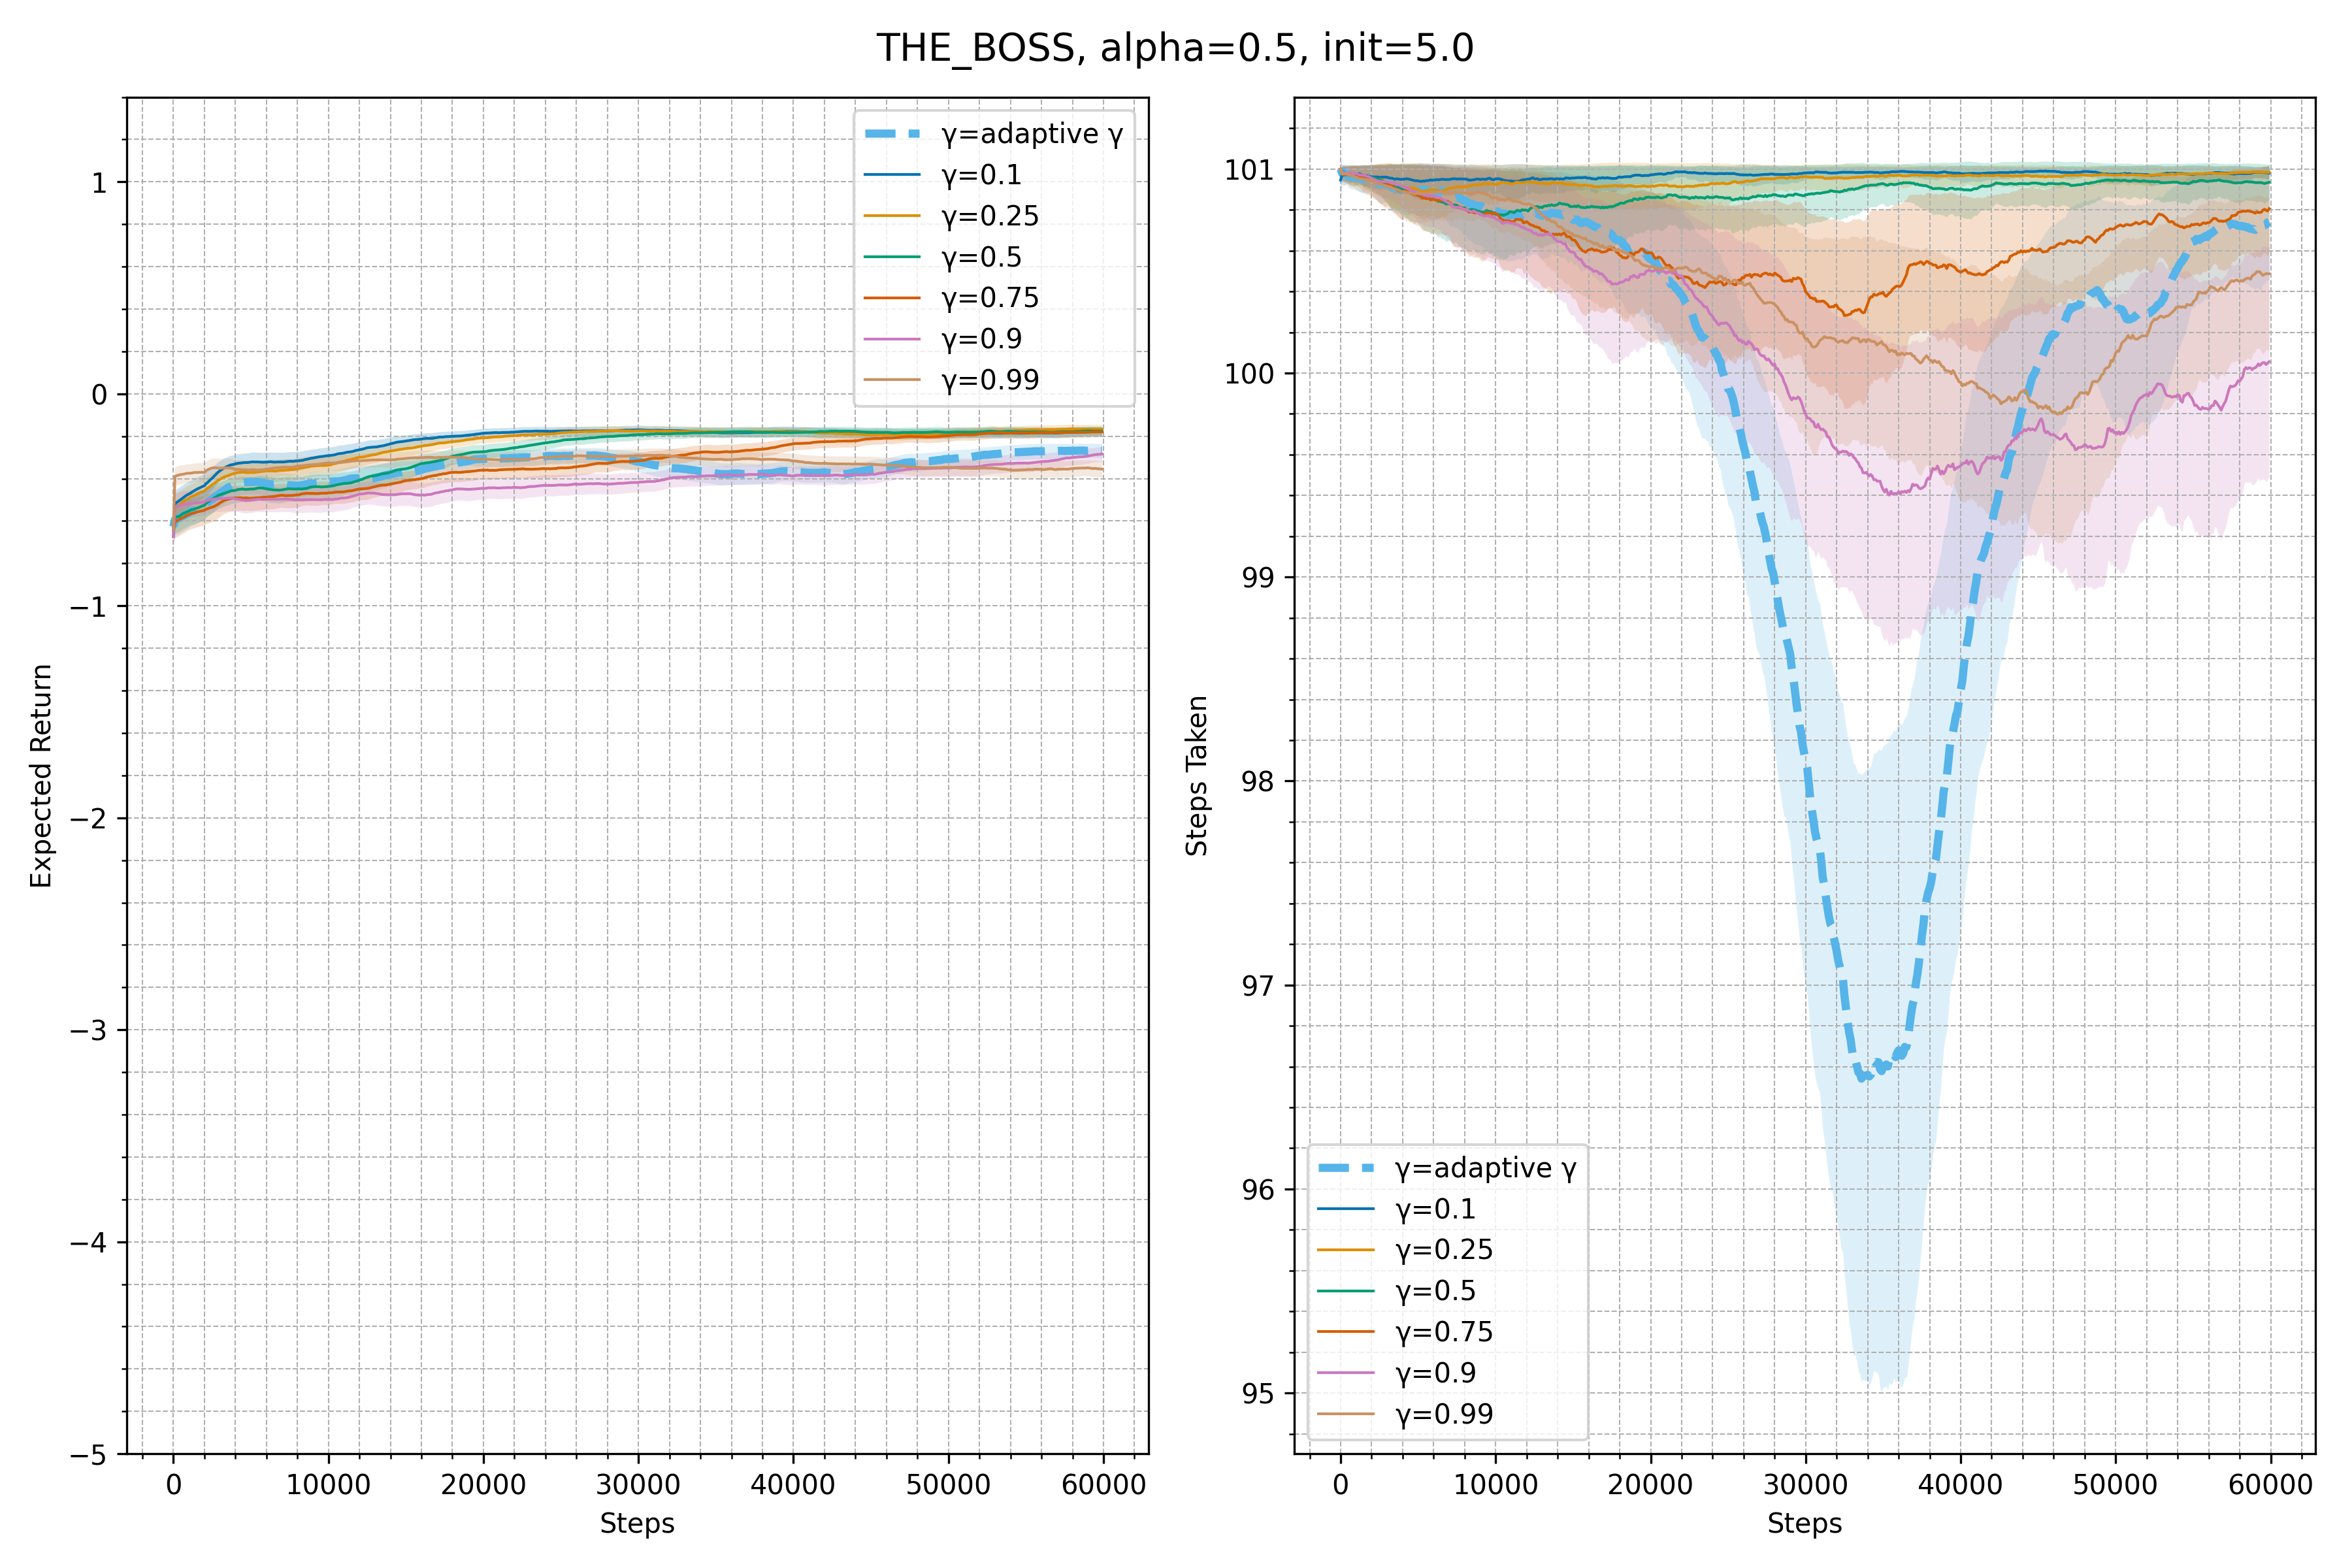 THE_BOSS, alpha=0.5, init=5.0
Expected Return
1
0
−1
−2
−3
−4
−5
γ=adaptive γ
γ=0.1
γ=0.25
γ=0.5
γ=0.75
γ=0.9
γ=0.99
0 10000 20000 30000 40000 50000 60000
Steps
Steps Taken
101
100
99
98
97
96
95
γ=adaptive γ
γ=0.1
γ=0.25
γ=0.5
γ=0.75
γ=0.9
γ=0.99
0 10000 20000 30000 40000 50000 60000
Steps